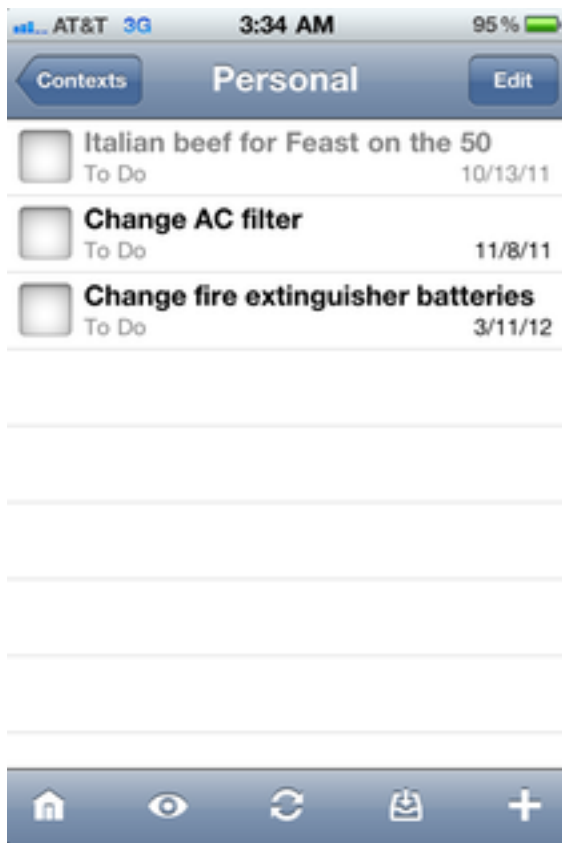 AT&T 3G 3:34 AM 95%
Contexts Personal Edit
Italian beef for Feast on the 50
To Do 10/13/11
Change AC filter
To Do 11/8/11
Change fire extinguisher batteries
To Do 3/11/12